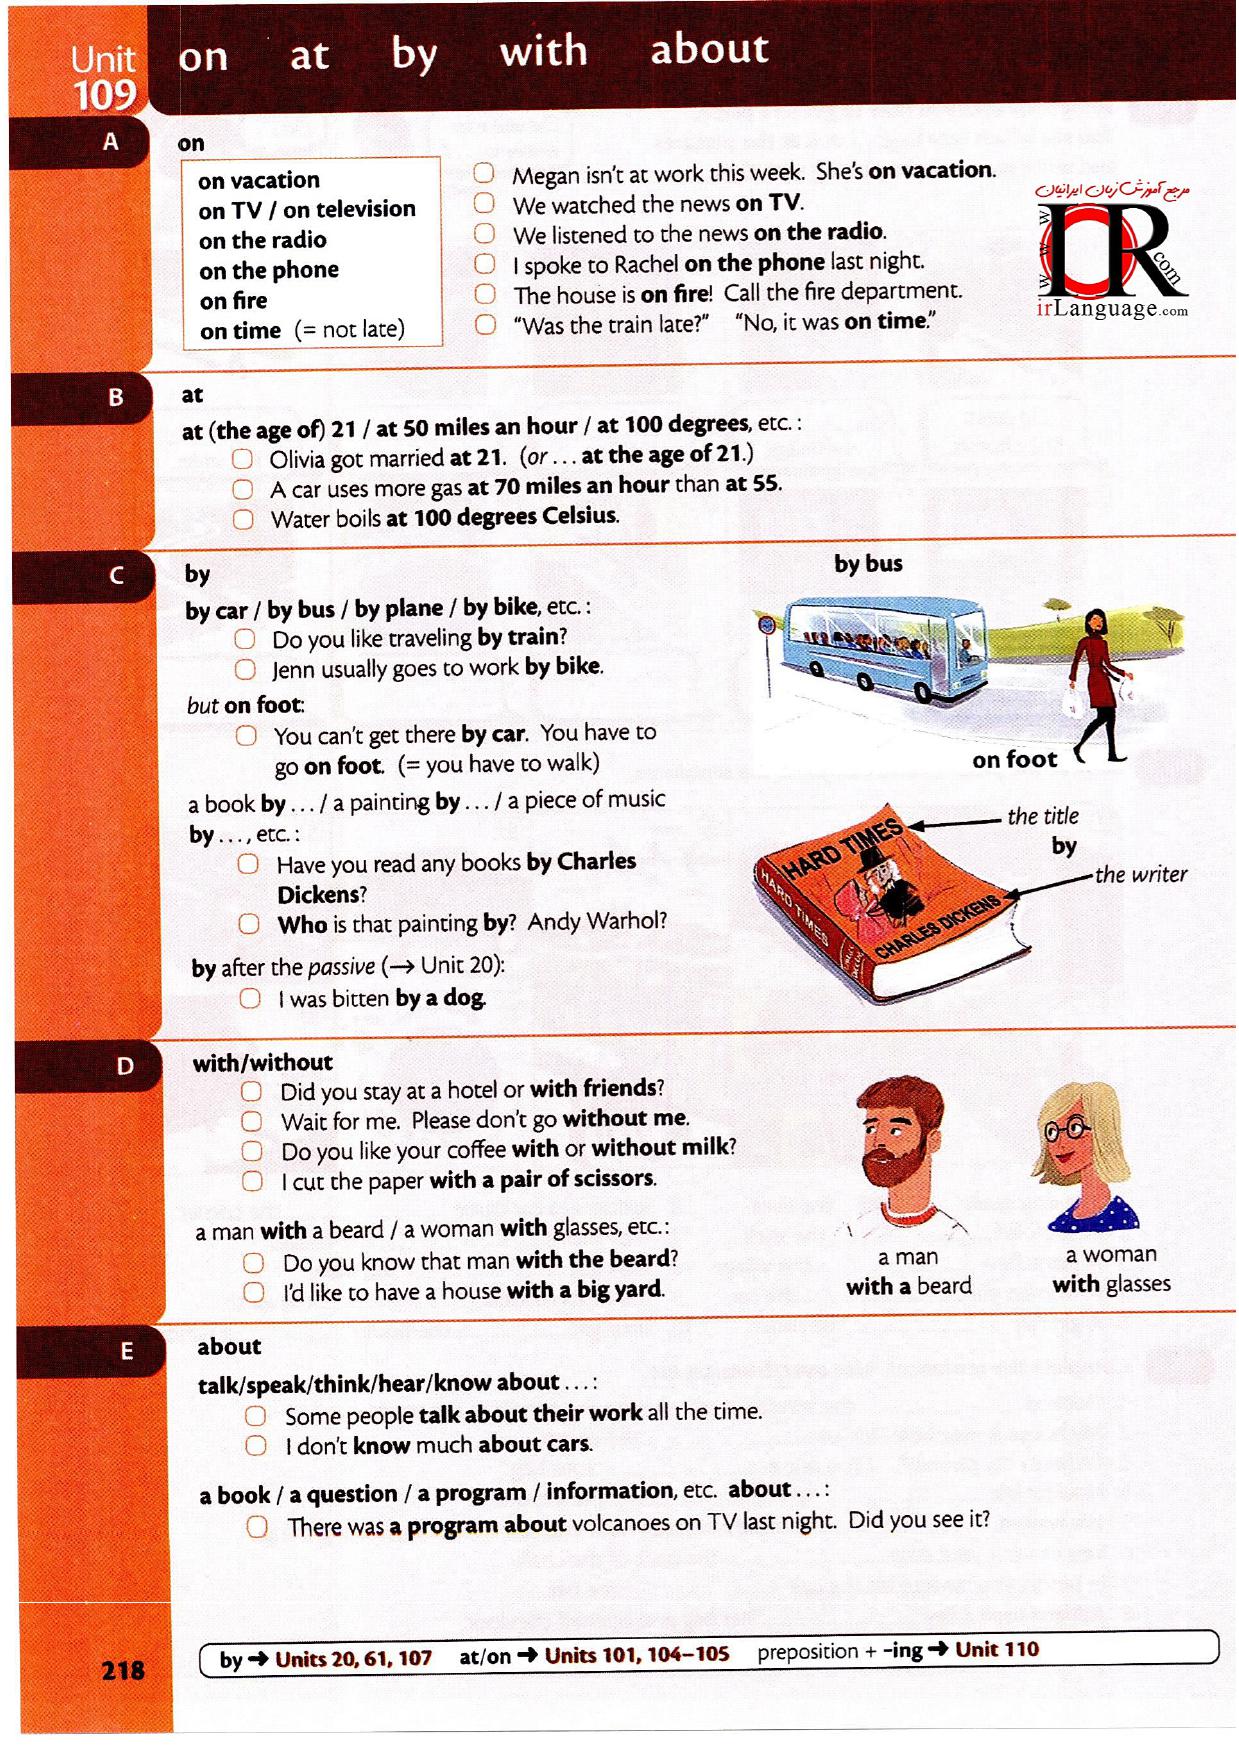 Unit
109
on at by with about
A
on
on vacation
on TV / on television
on the radio
on the phone
on fire
on time (= not late)
Megan isn't at work this week. She's on vacation.
We watched the news on TV.
We listened to the news on the radio.
I spoke to Rachel on the phone last night.
The house is on fire! Call the fire department.
"Was the train late?" "No, it was on time."
مرجع آموزش زبان ایرانیان
www
IR
.com
irLanguage.com
B
at
at (the age of) 21 / at 50 miles an hour / at 100 degrees, etc.:
Olivia got married at 21. (or ... at the age of 21.)
A car uses more gas at 70 miles an hour than at 55.
Water boils at 100 degrees Celsius.
C
by
by car / by bus / by plane / by bike, etc.:
Do you like traveling by train?
Jenn usually goes to work by bike.
but on foot:
You can't get there by car. You have to
go on foot. (= you have to walk)
a book by ... / a painting by ... / a piece of music
by ..., etc.:
Have you read any books by Charles
Dickens?
Who is that painting by? Andy Warhol?
by after the passive (→ Unit 20):
I was bitten by a dog.
by bus
on foot
HARD TIMES
CHARLES DICKENS
HARD TIMES
the title
by
the writer
D
with/without
Did you stay at a hotel or with friends?
Wait for me. Please don't go without me.
Do you like your coffee with or without milk?
I cut the paper with a pair of scissors.
a man with a beard / a woman with glasses, etc.:
Do you know that man with the beard?
I'd like to have a house with a big yard.
a man
with a beard
a woman
with glasses
E
about
talk/speak/think/hear/know about ...:
Some people talk about their work all the time.
I don't know much about cars.
a book / a question / a program / information, etc. about ...:
There was a program about volcanoes on TV last night. Did you see it?
218
by → Units 20, 61, 107 at/on → Units 101, 104–105 preposition + -ing → Unit 110